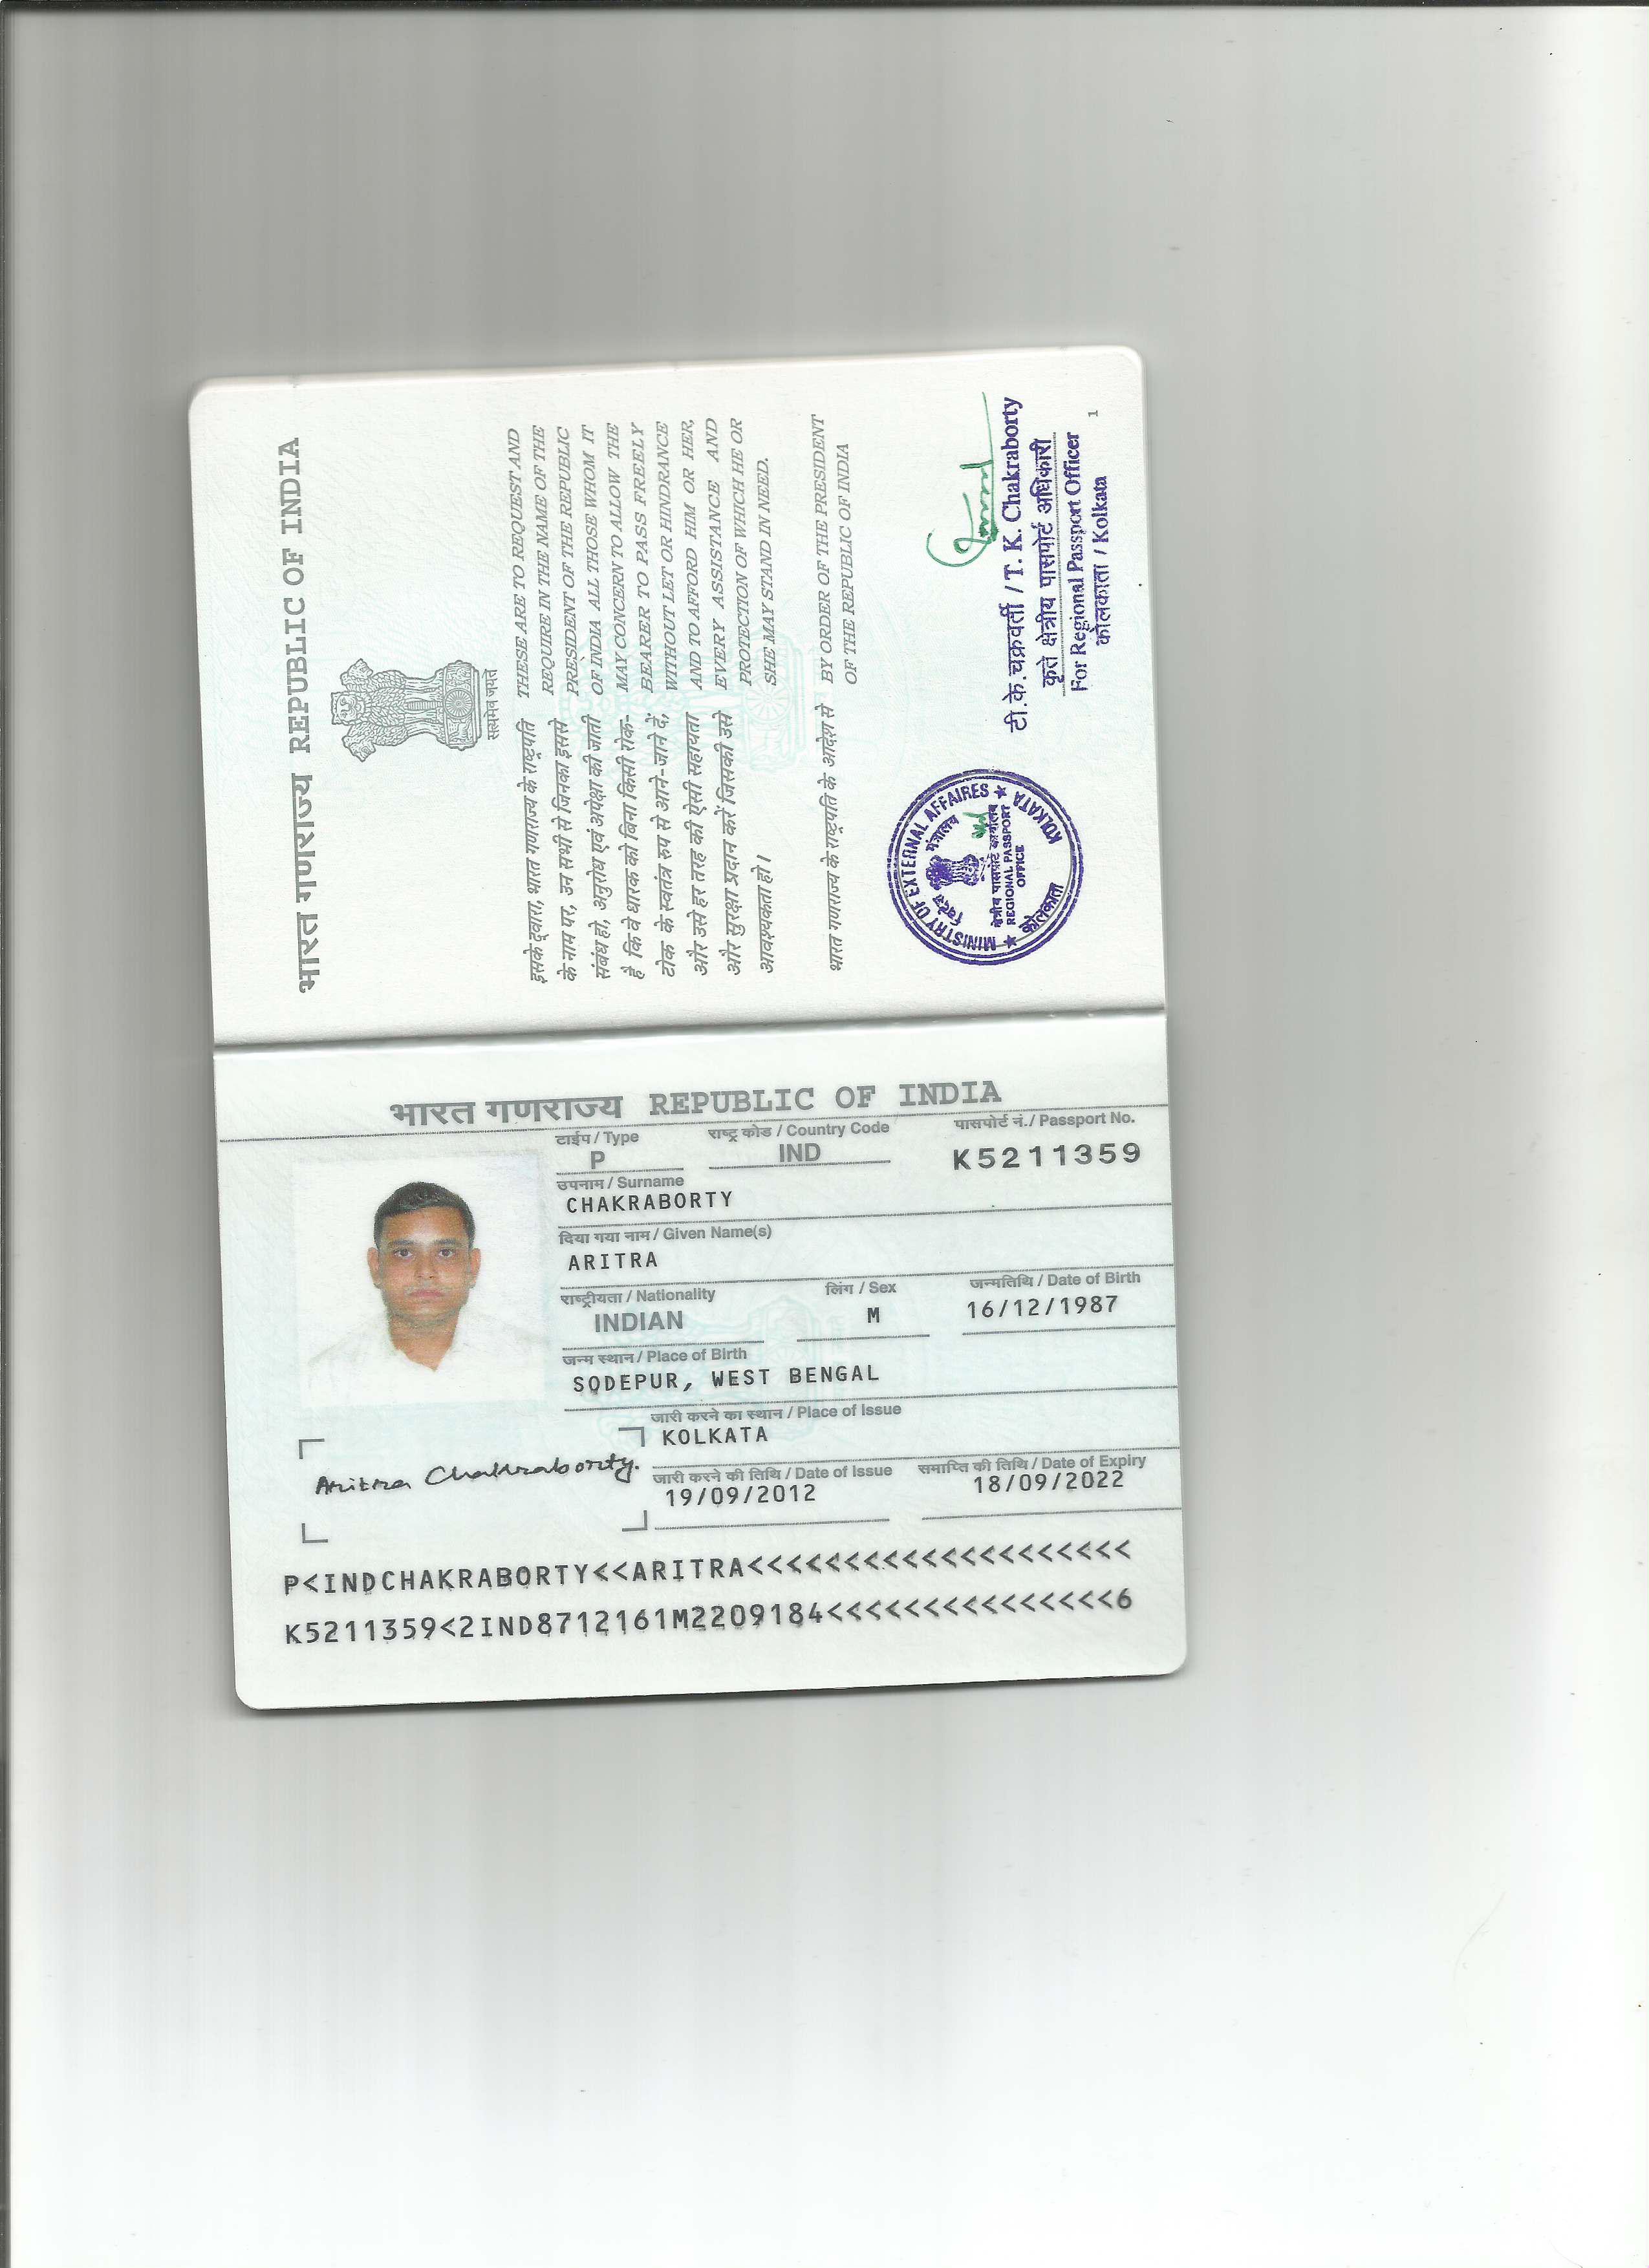 भारत गणराज्य REPUBLIC OF INDIA
सत्यमेव जयते
इसके द्वारा, भारत गणराज्य के राष्ट्रपति
के नाम पर, उन सभी से जिनका इससे
संबंध हो, अनुरोध एवं अपेक्षा की जाती
है कि वे धारक को बिना किसी रोक-
टोक के स्वतंत्र रूप से आने-जाने दें,
और उसे हर तरह की ऐसी सहायता
और सुरक्षा प्रदान करें जिसकी उसे
आवश्यकता हो।
THESE ARE TO REQUEST AND
REQUIRE IN THE NAME OF THE
PRESIDENT OF THE REPUBLIC
OF INDIA ALL THOSE WHOM IT
MAY CONCERN TO ALLOW THE
BEARER TO PASS FREELY
WITHOUT LET OR HINDRANCE
AND TO AFFORD HIM OR HER,
EVERY ASSISTANCE AND
PROTECTION OF WHICH HE OR
SHE MAY STAND IN NEED.
भारत गणराज्य के राष्ट्रपति के आदेश से
BY ORDER OF THE PRESIDENT
OF THE REPUBLIC OF INDIA
MINISTRY OF EXTERNAL AFFAIRES
विदेश मंत्रालय
क्षेत्रीय पासपोर्ट कार्यालय
REGIONAL PASSPORT
OFFICE
कोलकाता KOLKATA
टी.के.चक्रवर्ती / T. K. Chakraborty
कृते क्षेत्रीय पासपोर्ट अधिकारी
For Regional Passport Officer
कोलकाता / Kolkata
1
भारत गणराज्य REPUBLIC OF INDIA
टाईप / Type राष्ट्र कोड / Country Code पासपोर्ट नं. / Passport No.
P IND K5211359
उपनाम / Surname
CHAKRABORTY
दिया गया नाम / Given Name(s)
ARITRA
राष्ट्रीयता / Nationality लिंग / Sex जन्मतिथि / Date of Birth
INDIAN M 16/12/1987
जन्म स्थान / Place of Birth
SODEPUR, WEST BENGAL
जारी करने का स्थान / Place of Issue
KOLKATA
Aritra Chakraborty.
जारी करने की तिथि / Date of Issue समाप्ति की तिथि / Date of Expiry
19/09/2012 18/09/2022
P<INDCHAKRABORTY<<ARITRA<<<<<<<<<<<<<<<<<<<<
K5211359<2IND8712161M2209184<<<<<<<<<<<<<<<6